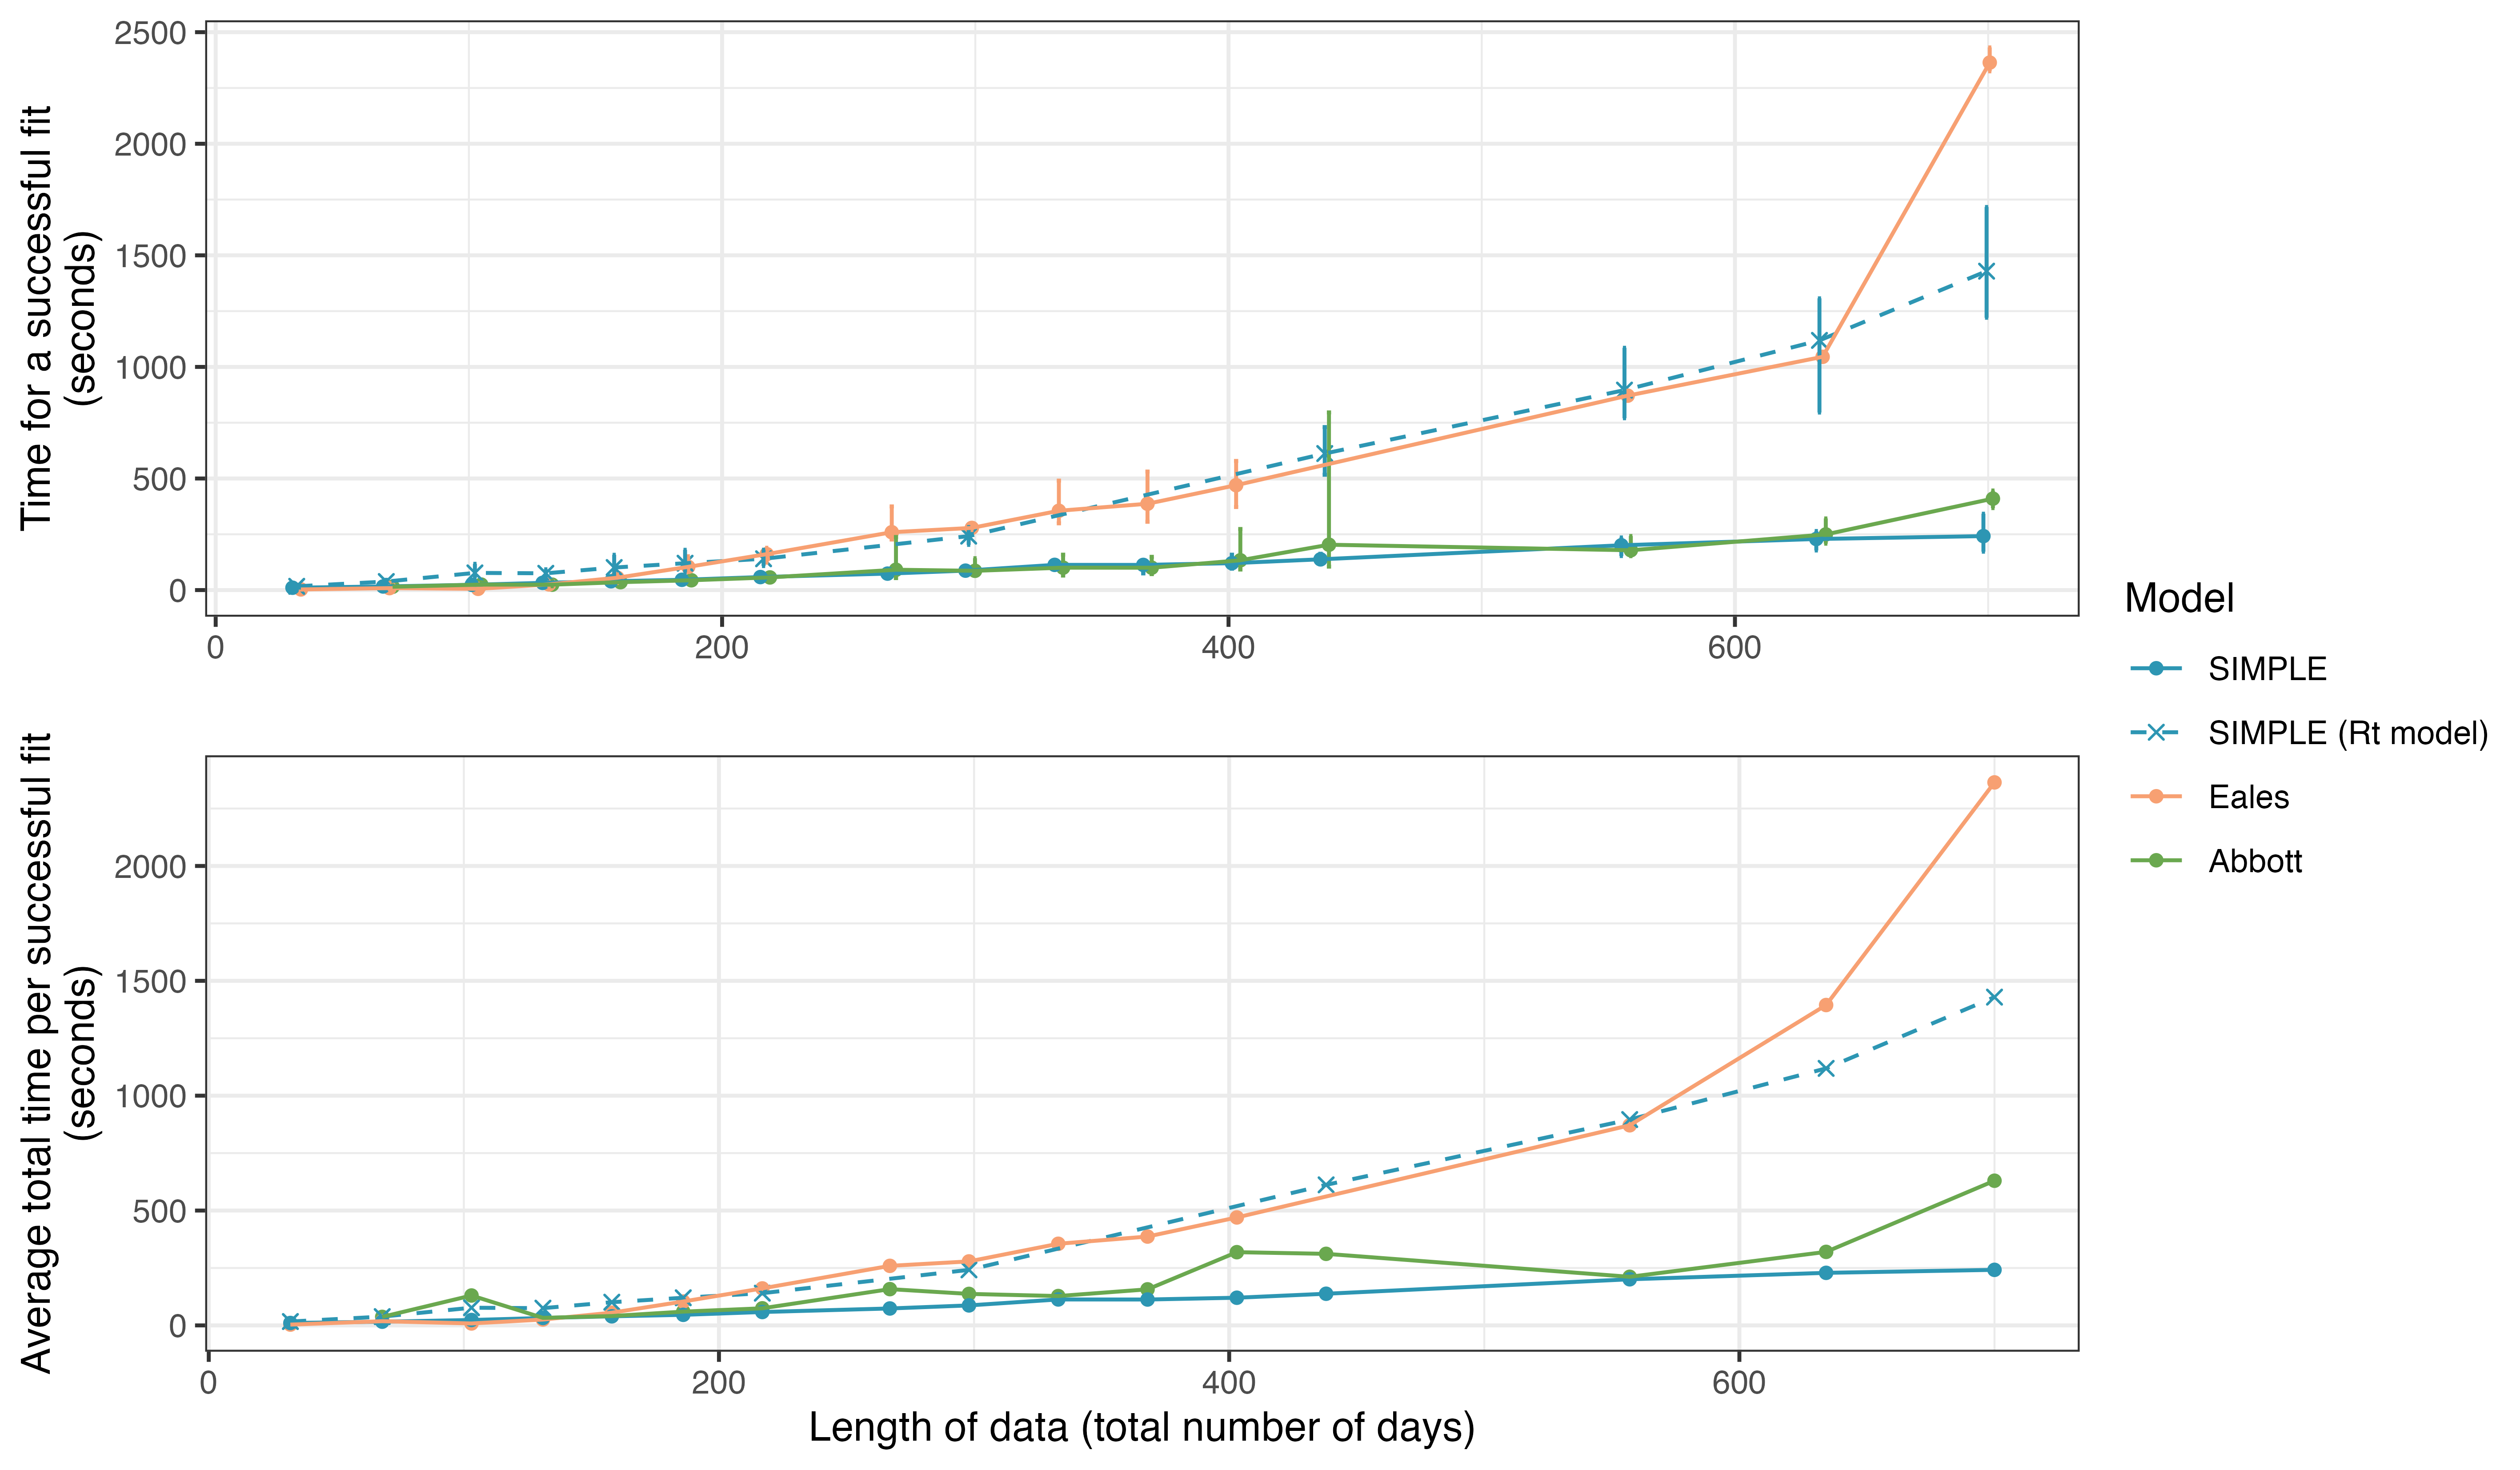 Time for a successful fit
(seconds)
2500
2000
1500
1000
500
0
0
200
400
600
Average total time per successful fit
(seconds)
2000
1500
1000
500
0
0
200
400
600
Length of data (total number of days)
Model
SIMPLE
SIMPLE (Rt model)
Eales
Abbott